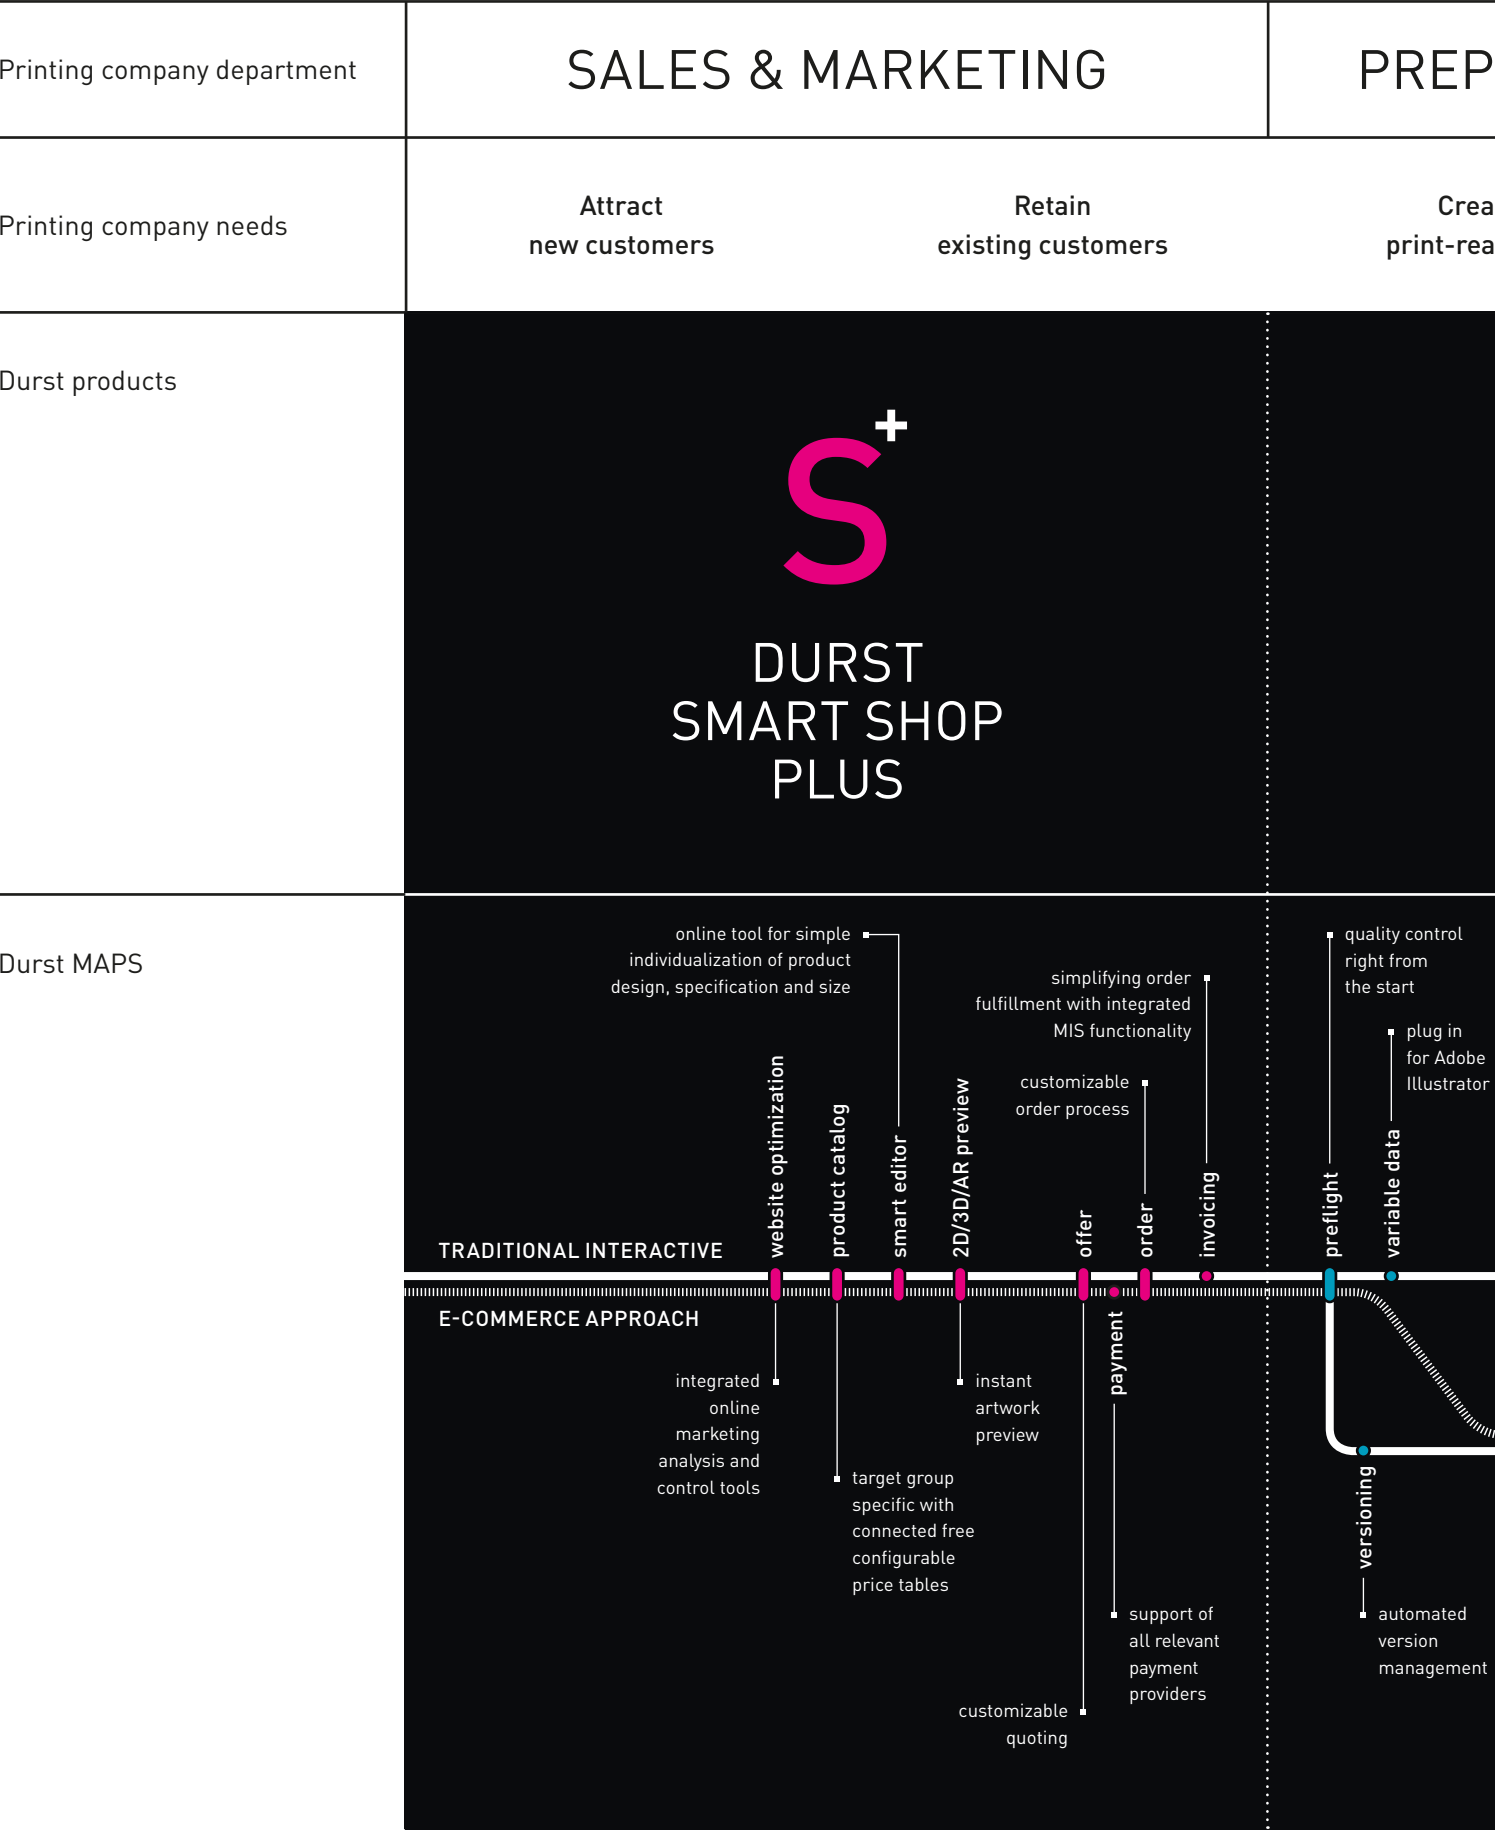 Printing company department
SALES & MARKETING
PREP
Printing company needs
Attract
new customers
Retain
existing customers
Crea
print-rea
Durst products
S+
DURST
SMART SHOP
PLUS
Durst MAPS
online tool for simple
individualization of product
design, specification and size
simplifying order
fulfillment with integrated
MIS functionality
customizable
order process
quality control
right from
the start
plug in
for Adobe
Illustrator
website optimization
product catalog
smart editor
2D/3D/AR preview
offer
order
invoicing
preflight
variable data
TRADITIONAL INTERACTIVE
E-COMMERCE APPROACH
payment
versioning
integrated
online
marketing
analysis and
control tools
target group
specific with
connected free
configurable
price tables
instant
artwork
preview
customizable
quoting
support of
all relevant
payment
providers
automated
version
management